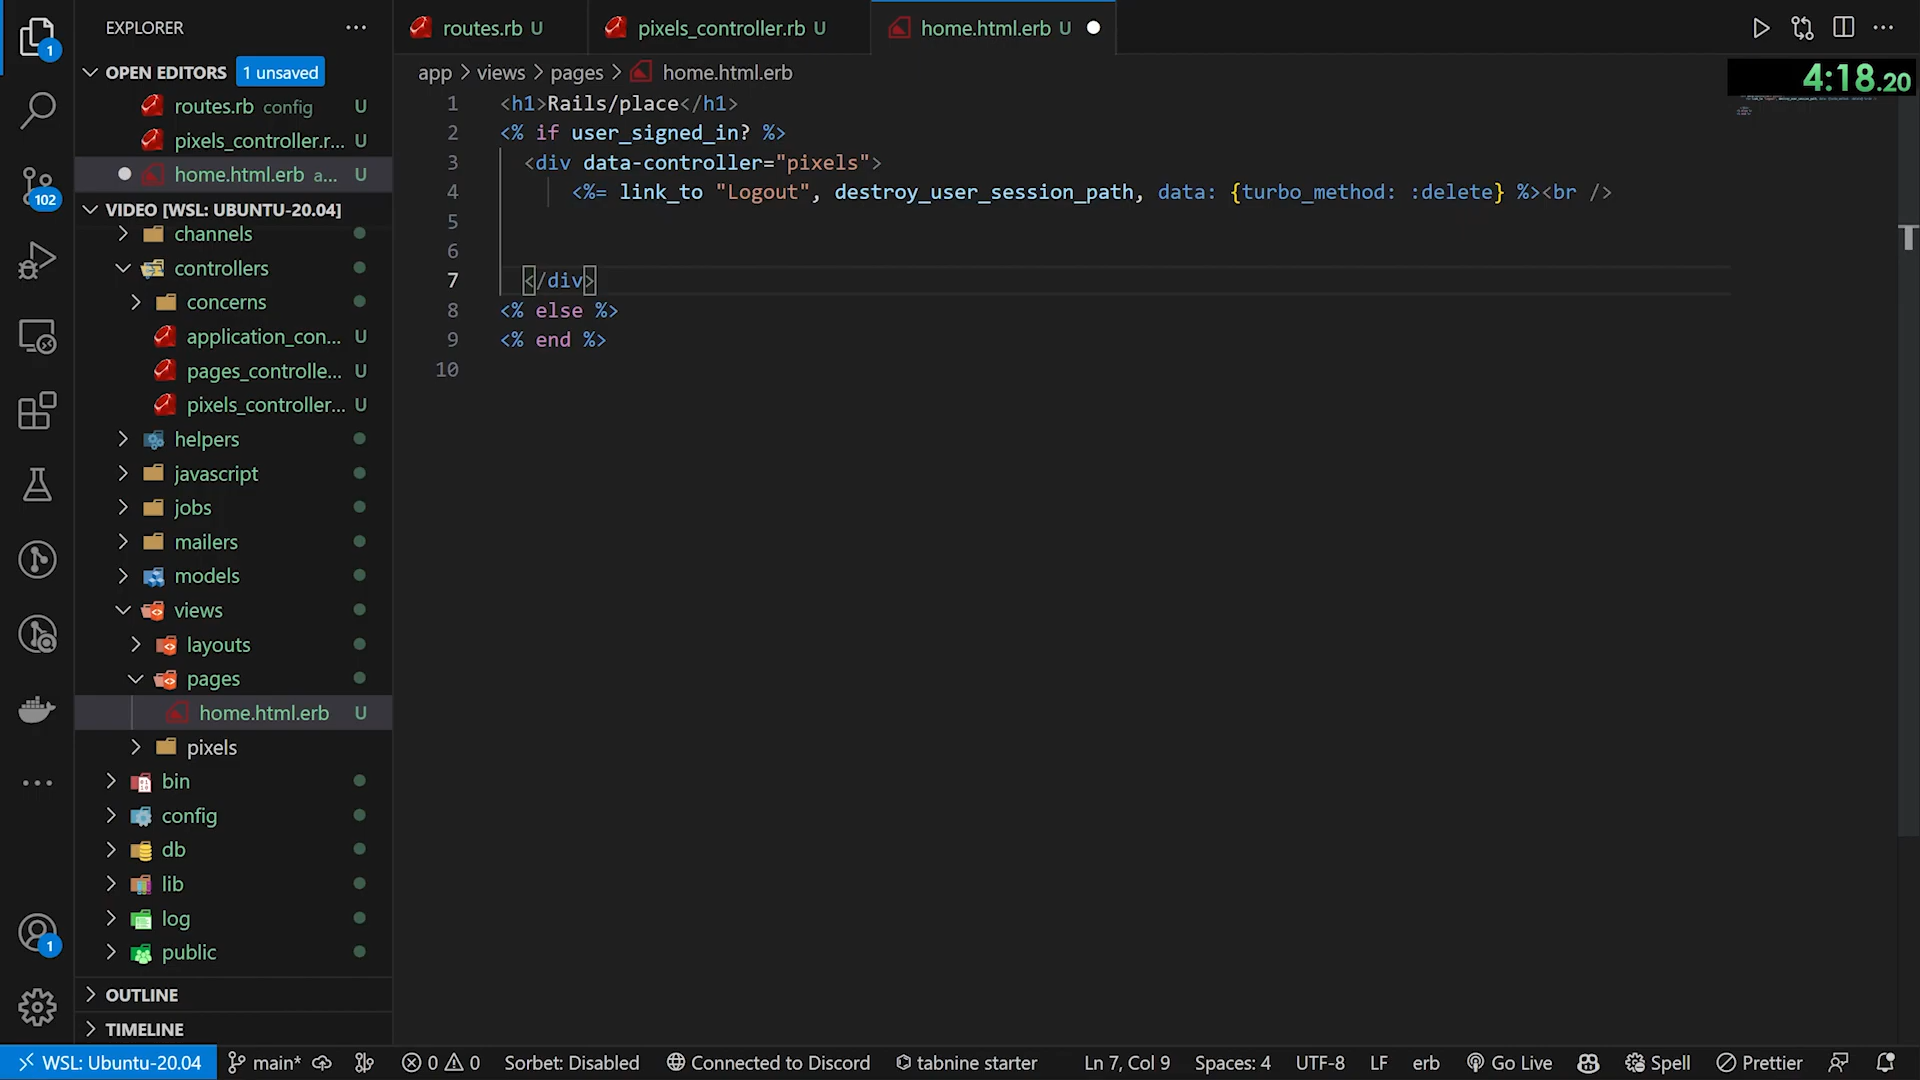 EXPLORER
OPEN EDITORS 1 unsaved
routes.rb config U
pixels_controller.r... U
home.html.erb a... U
VIDEO [WSL: UBUNTU-20.04]
channels
controllers
concerns
application_con... U
pages_controlle... U
pixels_controller... U
helpers
javascript
jobs
mailers
models
views
layouts
pages
home.html.erb U
pixels
bin
config
db
lib
log
public
OUTLINE
TIMELINE
1
102
1
routes.rb U
pixels_controller.rb U
home.html.erb U
app > views > pages > home.html.erb
4:18.20
1 <h1>Rails/place</h1>
2 <% if user_signed_in? %>
3 <div data-controller="pixels">
4 <%= link_to "Logout", destroy_user_session_path, data: {turbo_method: :delete} %><br />
5
6
7 </div>
8 <% else %>
9 <% end %>
10
T
WSL: Ubuntu-20.04 main* 0 0 Sorbet: Disabled Connected to Discord tabnine starter Ln 7, Col 9 Spaces: 4 UTF-8 LF erb Go Live Spell Prettier